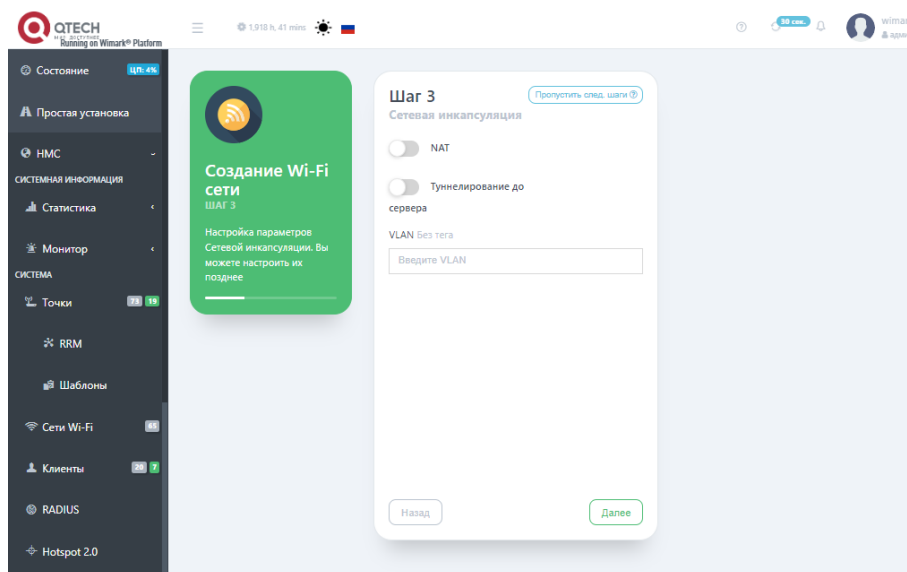 QTECH
Running on Wimark® Platform
1,918 h, 41 mins
30 сек.
wimar
Состояние
ЦП: 4%
Простая установка
НМС
СИСТЕМНАЯ ИНФОРМАЦИЯ
Статистика
Монитор
СИСТЕМА
Точки
73 19
RRM
Шаблоны
Сети Wi-Fi
65
Клиенты
20 7
RADIUS
Hotspot 2.0
Создание Wi-Fi
сети
ШАГ 3
Настройка параметров
Сетевой инкапсуляции. Вы
можете настроить их
позднее
Шаг 3
Пропустить след. шаги
Сетевая инкапсуляция
NAT
Туннелирование до
сервера
VLAN Без тега
Введите VLAN
Назад
Далее